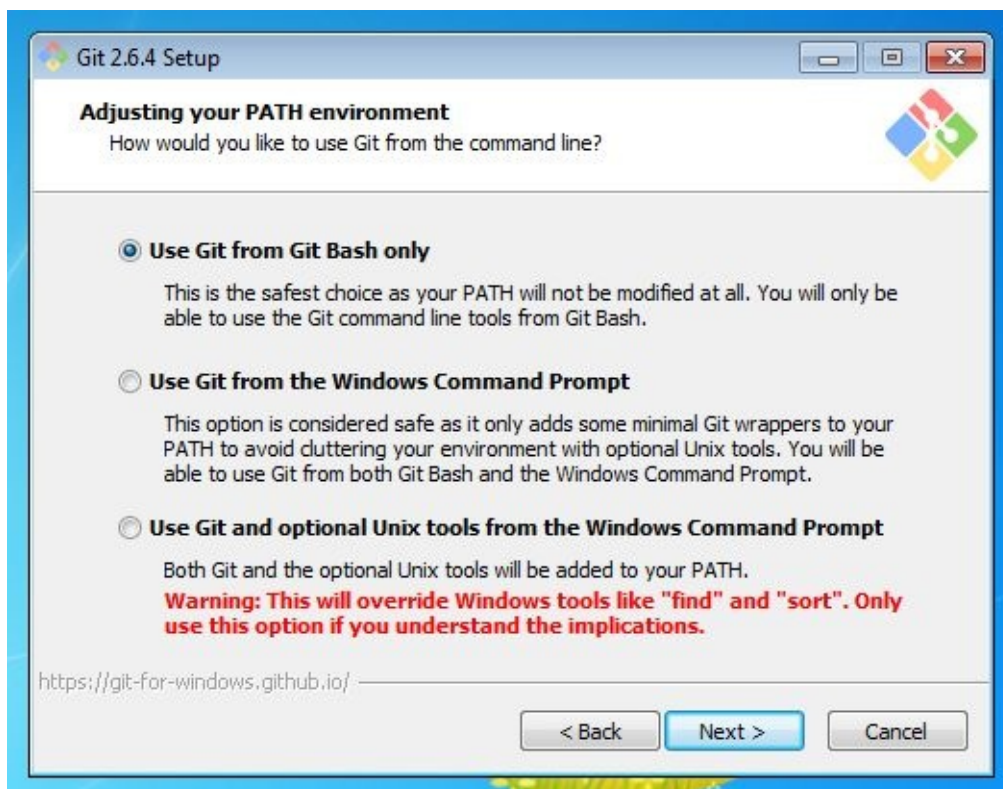 Git 2.6.4 Setup
Adjusting your PATH environment
How would you like to use Git from the command line?
Use Git from Git Bash only
This is the safest choice as your PATH will not be modified at all. You will only be
able to use the Git command line tools from Git Bash.
Use Git from the Windows Command Prompt
This option is considered safe as it only adds some minimal Git wrappers to your
PATH to avoid cluttering your environment with optional Unix tools. You will be
able to use Git from both Git Bash and the Windows Command Prompt.
Use Git and optional Unix tools from the Windows Command Prompt
Both Git and the optional Unix tools will be added to your PATH.
Warning: This will override Windows tools like "find" and "sort". Only
use this option if you understand the implications.
https://git-for-windows.github.io/
< Back Next > Cancel